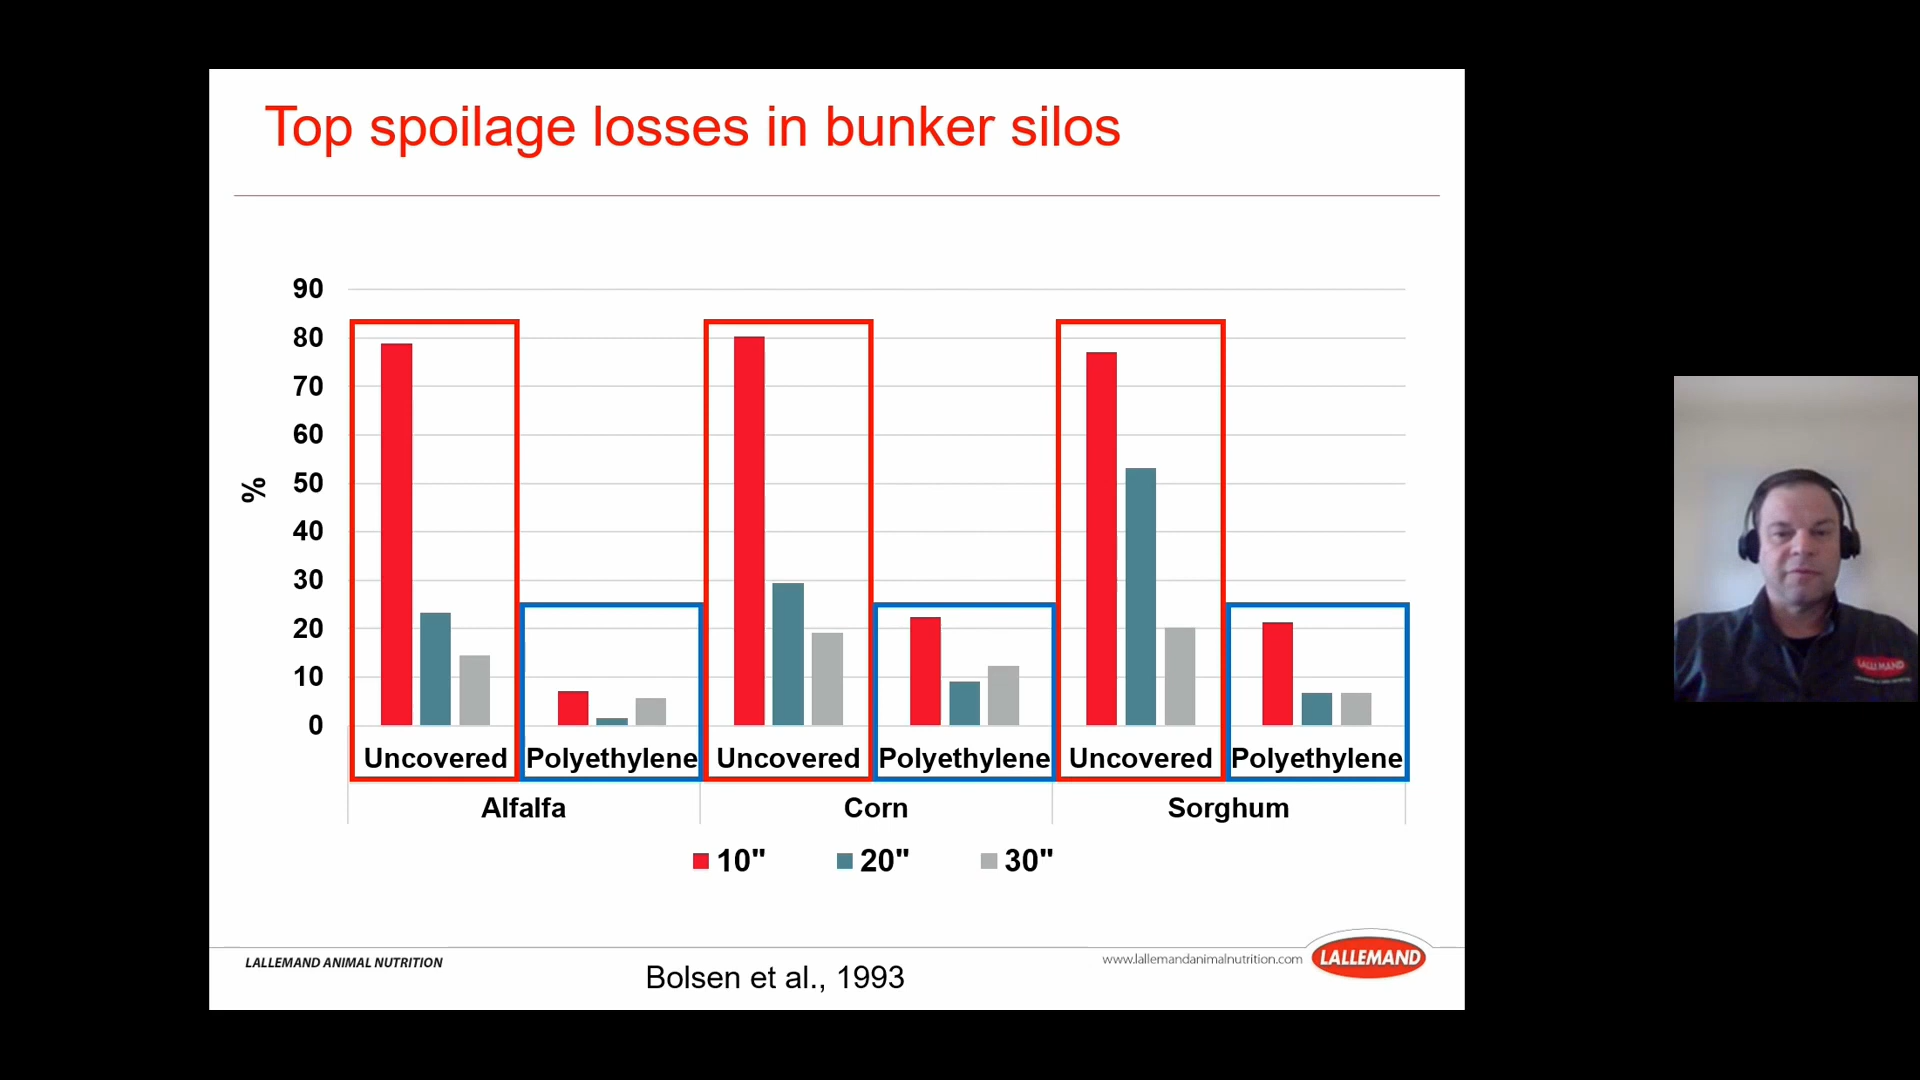 Top spoilage losses in bunker silos
%
90
80
70
60
50
40
30
20
10
0
Uncovered Polyethylene Uncovered Polyethylene Uncovered Polyethylene
Alfalfa Corn Sorghum
10" 20" 30"
LALLEMAND ANIMAL NUTRITION
Bolsen et al., 1993
www.lallemandanimalnutrition.com
LALLEMAND
LALLEMAND